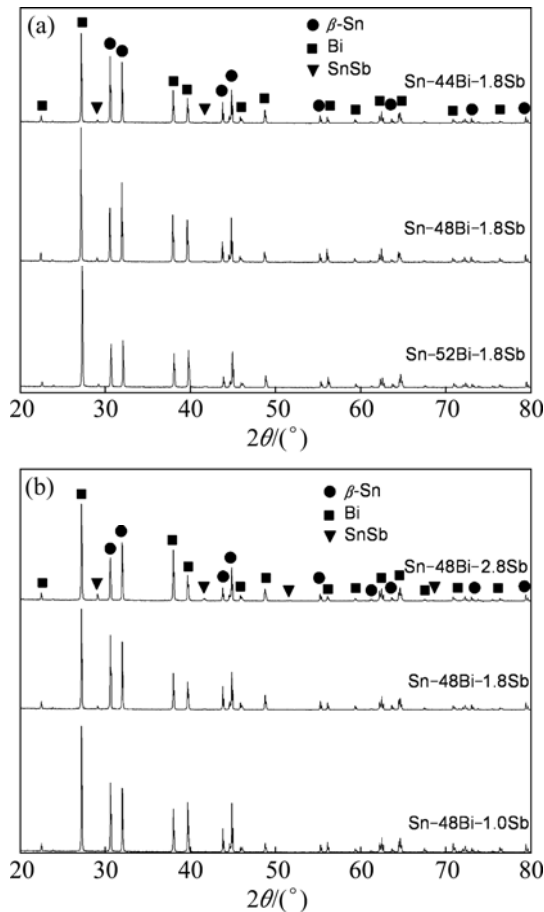 (a)
β-Sn
Bi
SnSb
Sn-44Bi-1.8Sb
Sn-48Bi-1.8Sb
Sn-52Bi-1.8Sb
20 30 40 50 60 70 80
2θ/(°)
(b)
β-Sn
Bi
SnSb
Sn-48Bi-2.8Sb
Sn-48Bi-1.8Sb
Sn-48Bi-1.0Sb
20 30 40 50 60 70 80
2θ/(°)